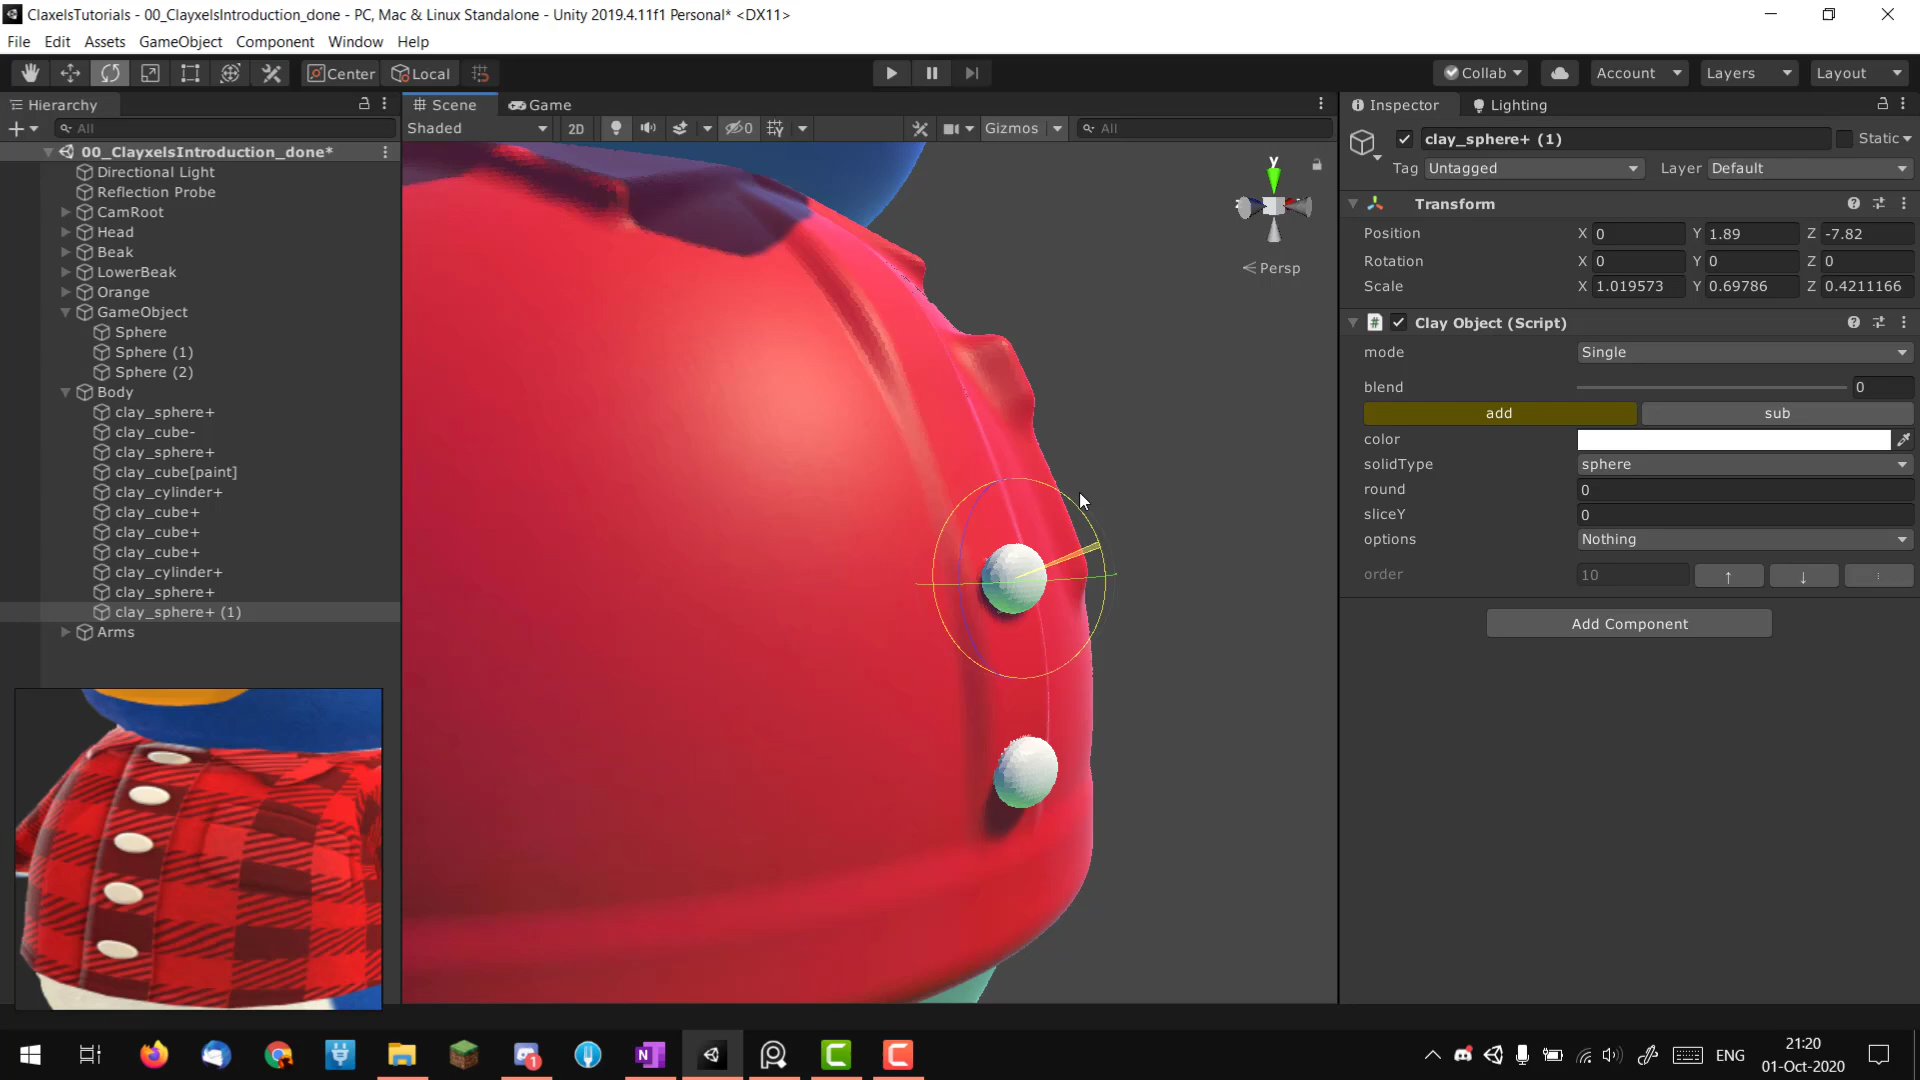 ClaxelsTutorials - 00_ClayxelsIntroduction_done - PC, Mac & Linux Standalone - Unity 2019.4.11f1 Personal* <DX11>
File Edit Assets GameObject Component Window Help
Center Local Collab Account Layers Layout
Hierarchy
All
00_ClayxelsIntroduction_done*
Directional Light
Reflection Probe
CamRoot
Head
Beak
LowerBeak
Orange
GameObject
Sphere
Sphere (1)
Sphere (2)
Body
clay_sphere+
clay_cube-
clay_sphere+
clay_cube[paint]
clay_cylinder+
clay_cube+
clay_cube+
clay_cube+
clay_cylinder+
clay_sphere+
clay_sphere+ (1)
Arms
Scene Game
Shaded 2D 0 Gizmos All
y
Persp
Inspector Lighting
clay_sphere+ (1) Static
Tag Untagged Layer Default
Transform
Position X 0 Y 1.89 Z -7.82
Rotation X 0 Y 0 Z 0
Scale X 1.019573 Y 0.69786 Z 0.4211166
# Clay Object (Script)
mode Single
blend 0
add sub
color
solidType sphere
round 0
sliceY 0
options Nothing
order 10 ↑ ↓ ⋮
Add Component
ENG
21:20
01-Oct-2020